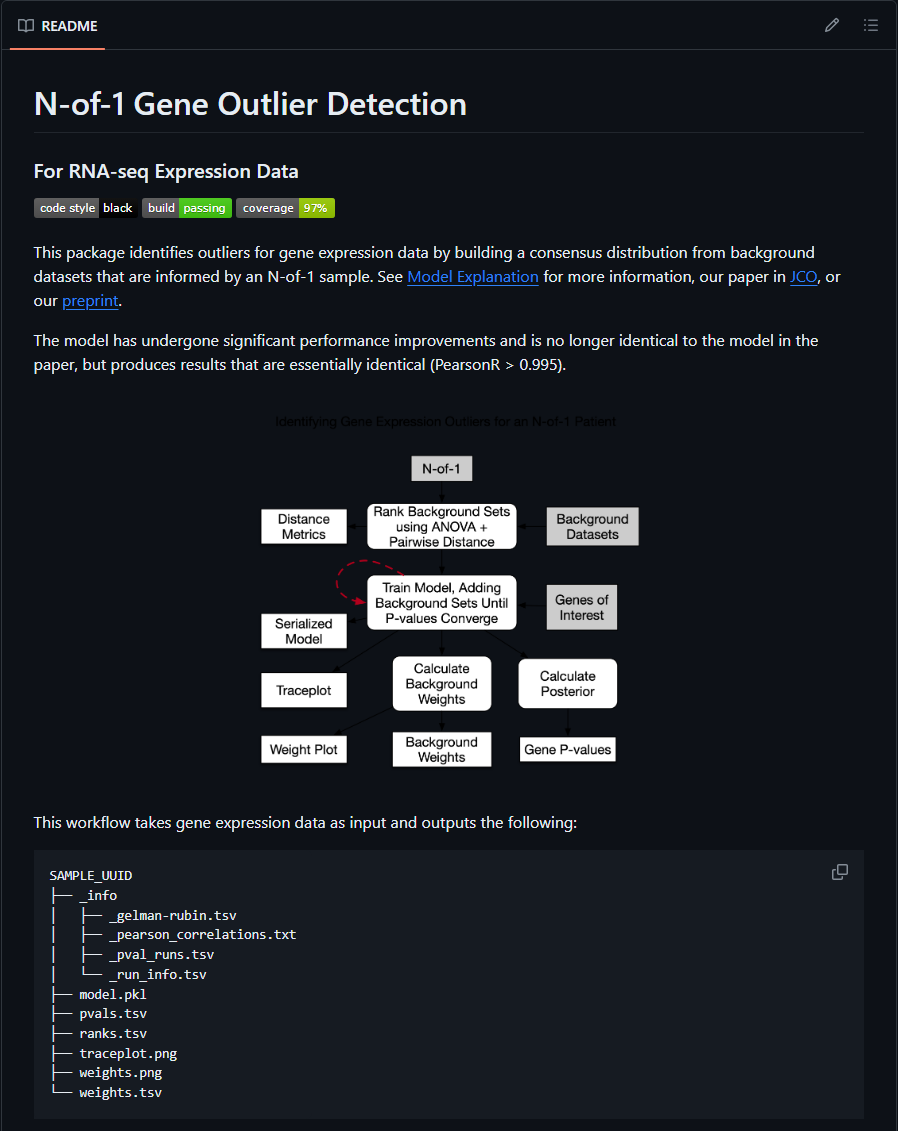 README
N-of-1 Gene Outlier Detection
For RNA-seq Expression Data
code style black build passing coverage 97%
This package identifies outliers for gene expression data by building a consensus distribution from background
datasets that are informed by an N-of-1 sample. See Model Explanation for more information, our paper in JCO, or
our preprint.
The model has undergone significant performance improvements and is no longer identical to the model in the
paper, but produces results that are essentially identical (PearsonR > 0.995).
Identifying Gene Expression Outliers for an N-of-1 Patient
N-of-1
Distance
Metrics
Rank Background Sets
using ANOVA +
Pairwise Distance
Background
Datasets
Train Model, Adding
Background Sets Until
P-values Converge
Genes of
Interest
Serialized
Model
Traceplot
Calculate
Background
Weights
Calculate
Posterior
Weight Plot
Background
Weights
Gene P-values
This workflow takes gene expression data as input and outputs the following:
SAMPLE_UUID
├── _info
│   ├── _gelman-rubin.tsv
│   ├── _pearson_correlations.txt
│   ├── _pval_runs.tsv
│   └── _run_info.tsv
├── model.pkl
├── pvals.tsv
├── ranks.tsv
├── traceplot.png
├── weights.png
└── weights.tsv